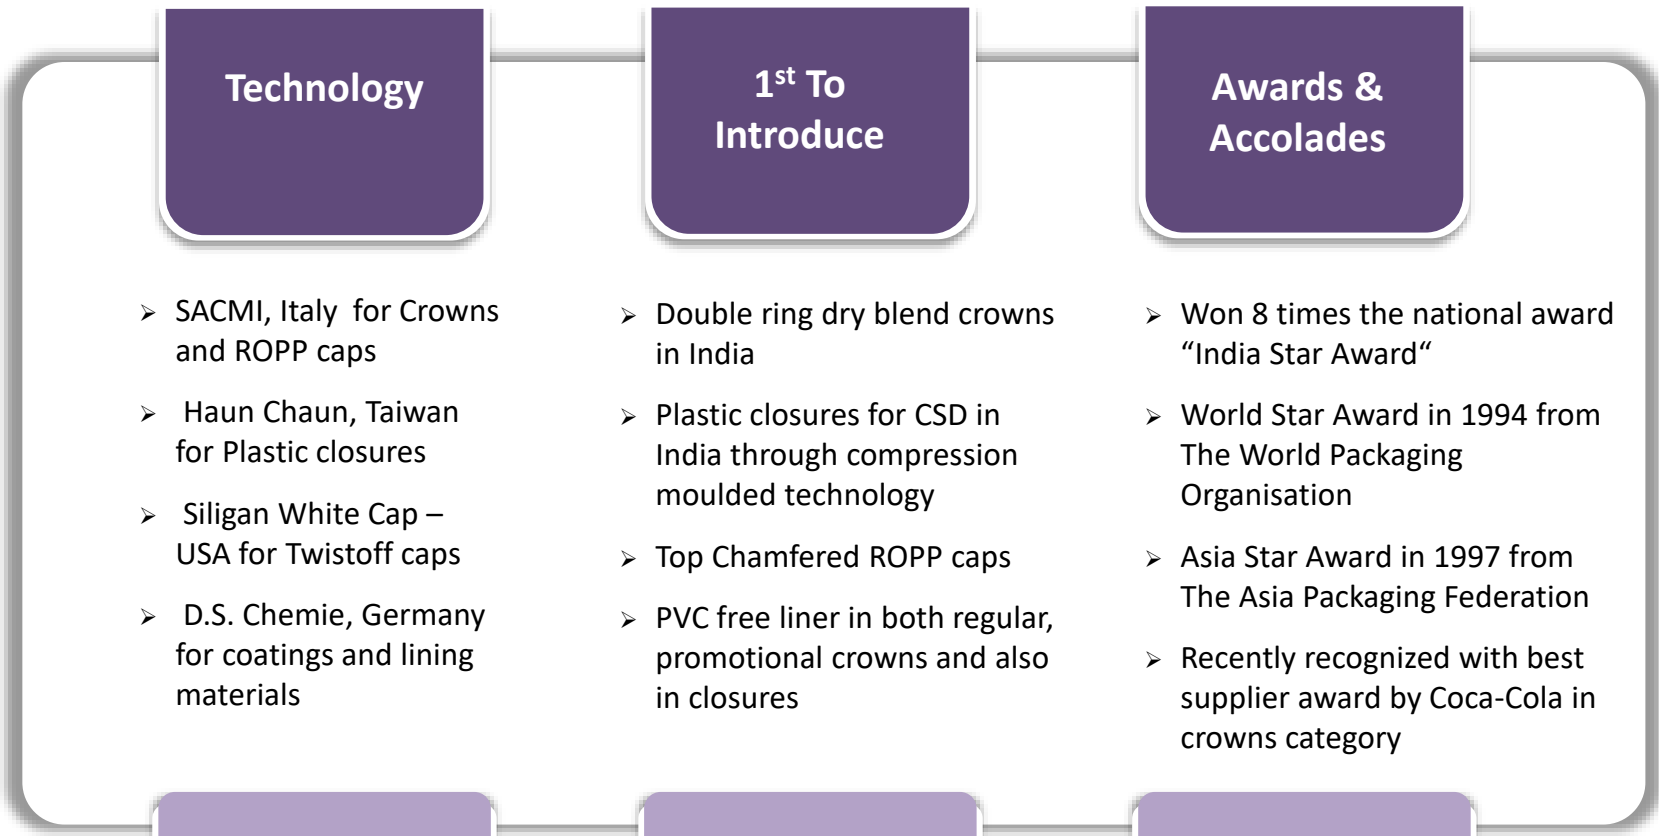 Technology
SACMI, Italy  for Crowns
and ROPP caps
Haun Chaun, Taiwan
for Plastic closures
Siligan White Cap –
USA for Twistoff caps
D.S. Chemie, Germany
for coatings and lining
materials
1st To
Introduce
Double ring dry blend crowns
in India
Plastic closures for CSD in
India through compression
moulded technology
Top Chamfered ROPP caps
PVC free liner in both regular,
promotional crowns and also
in closures
Awards &
Accolades
Won 8 times the national award
“India Star Award“
World Star Award in 1994 from
The World Packaging
Organisation
Asia Star Award in 1997 from
The Asia Packaging Federation
Recently recognized with best
supplier award by Coca-Cola in
crowns category